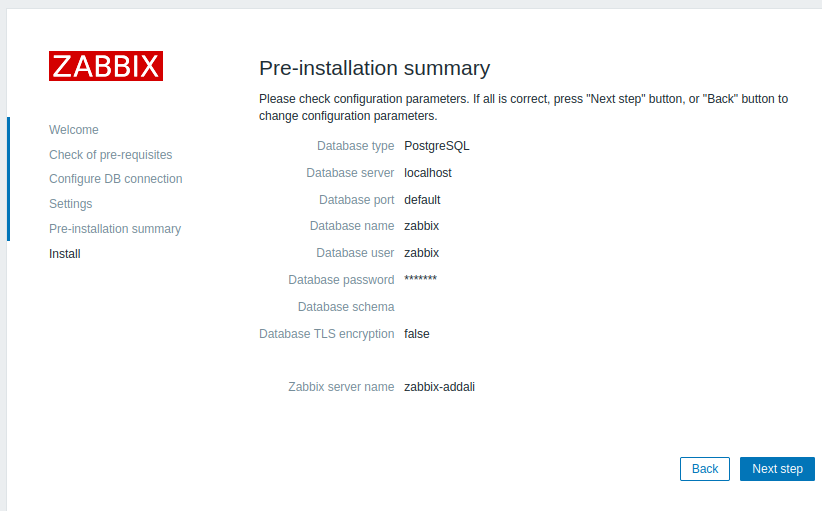 ZABBIX
Welcome
Check of pre-requisites
Configure DB connection
Settings
Pre-installation summary
Install
Pre-installation summary
Please check configuration parameters. If all is correct, press "Next step" button, or "Back" button to
change configuration parameters.
Database type PostgreSQL
Database server localhost
Database port default
Database name zabbix
Database user zabbix
Database password *******
Database schema
Database TLS encryption false
Zabbix server name zabbix-addali
Back Next step